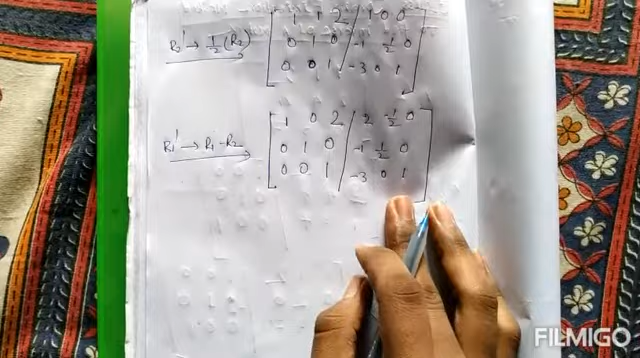 1 1 2 / 1 0 0
R₂' → 1/2 (R₂) 0 1 0 / -1 1/2 0
0 0 1 / -3 0 1
1 0 2 / 2 -1/2 0
R₁' → R₁ - R₂ 0 1 0 / -1 1/2 0
0 0 1 / -3 0 1
FILMIGO